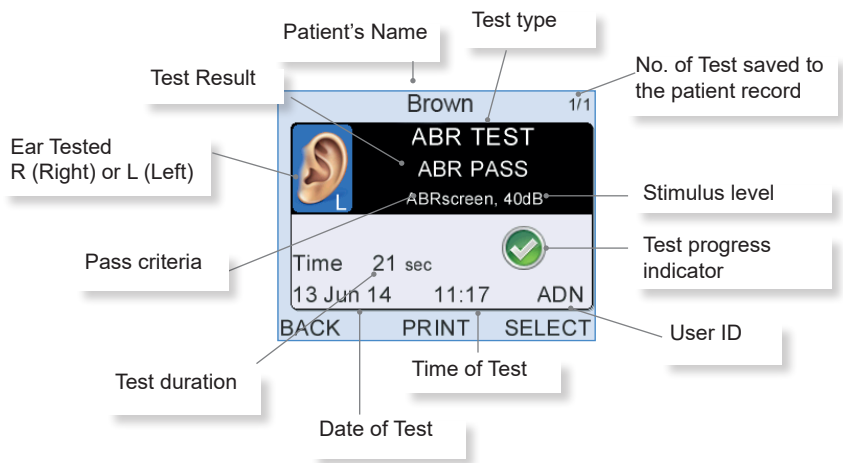 Patient’s Name
Test type
Test Result
No. of Test saved to
the patient record
Ear Tested
R (Right) or L (Left)
Brown 1/1
ABR TEST
ABR PASS
ABRscreen, 40dB
L
Stimulus level
Test progress
indicator
Pass criteria
Time 21 sec
13 Jun 14 11:17 ADN
BACK PRINT SELECT
User ID
Test duration
Time of Test
Date of Test